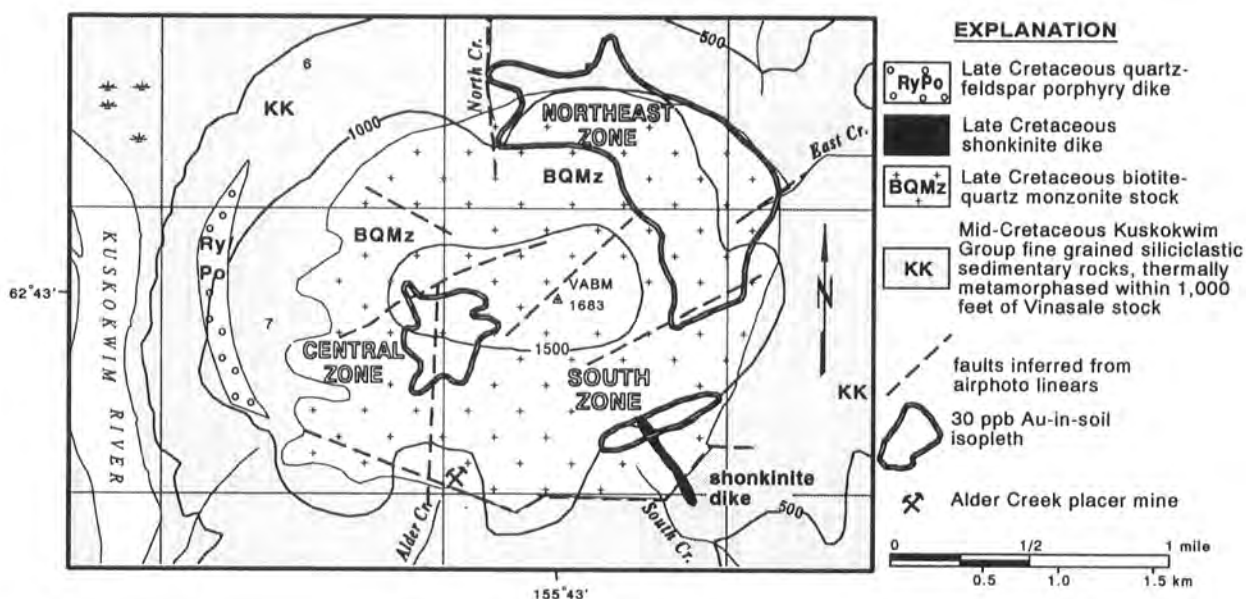 500
North Cr.
6
KK
1000
NORTHEAST
ZONE
East Cr.
BQMz
Ry
Po
BQMz
VABM
1683
62°43'
7
N
1500
CENTRAL
ZONE
SOUTH
ZONE
KK
KUSKOKWIM RIVER
shonkinite
dike
Alder Cr.
South Cr.
500
155°43'
EXPLANATION
RyPo
Late Cretaceous quartz-
feldspar porphyry dike
Late Cretaceous
shonkinite dike
BQMz
Late Cretaceous biotite-
quartz monzonite stock
KK
Mid-Cretaceous Kuskokwim
Group fine grained siliciclastic
sedimentary rocks, thermally
metamorphased within 1,000
feet of Vinasale stock
faults inferred from
airphoto linears
30 ppb Au-in-soil
isopleth
Alder Creek placer mine
0 1/2 1 mile
0.5 1.0 1.5 km